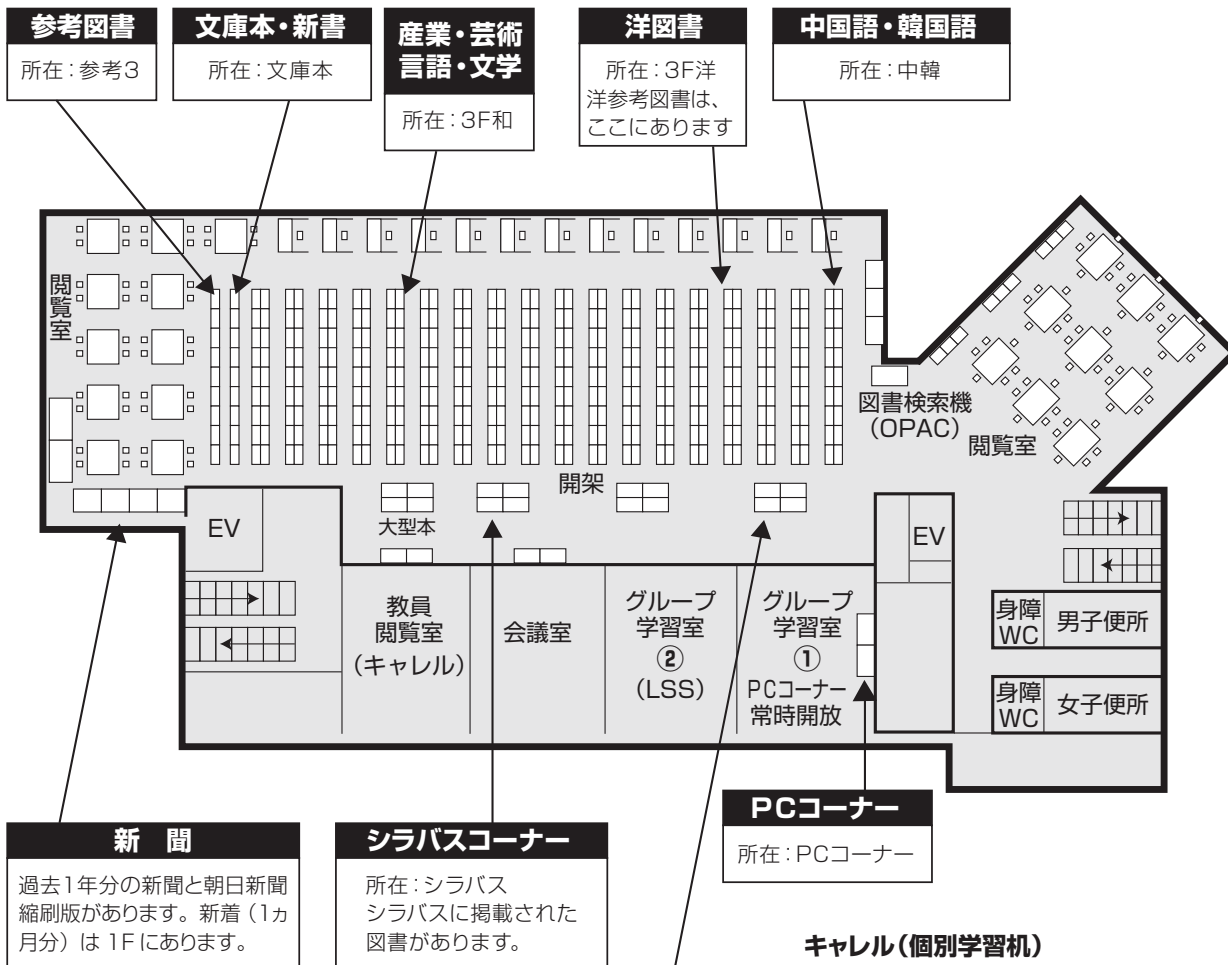 参考図書
所在：参考3
文庫本・新書
所在：文庫本
産業・芸術
言語・文学
所在：3F和
洋図書
所在：3F洋
洋参考図書は、
ここにあります
中国語・韓国語
所在：中韓
閲覧室
図書検索機
(OPAC)
閲覧室
開架
大型本
EV
EV
教員
閲覧室
(キャレル)
会議室
グループ
学習室
②
(LSS)
グループ
学習室
①
PCコーナー
常時開放
身障
WC
男子便所
身障
WC
女子便所
新　聞
過去1年分の新聞と朝日新聞
縮刷版があります。新着（1ヵ
月分）は 1F にあります。
シラバスコーナー
所在：シラバス
シラバスに掲載された
図書があります。
PCコーナー
所在：PCコーナー
キャレル(個別学習机)